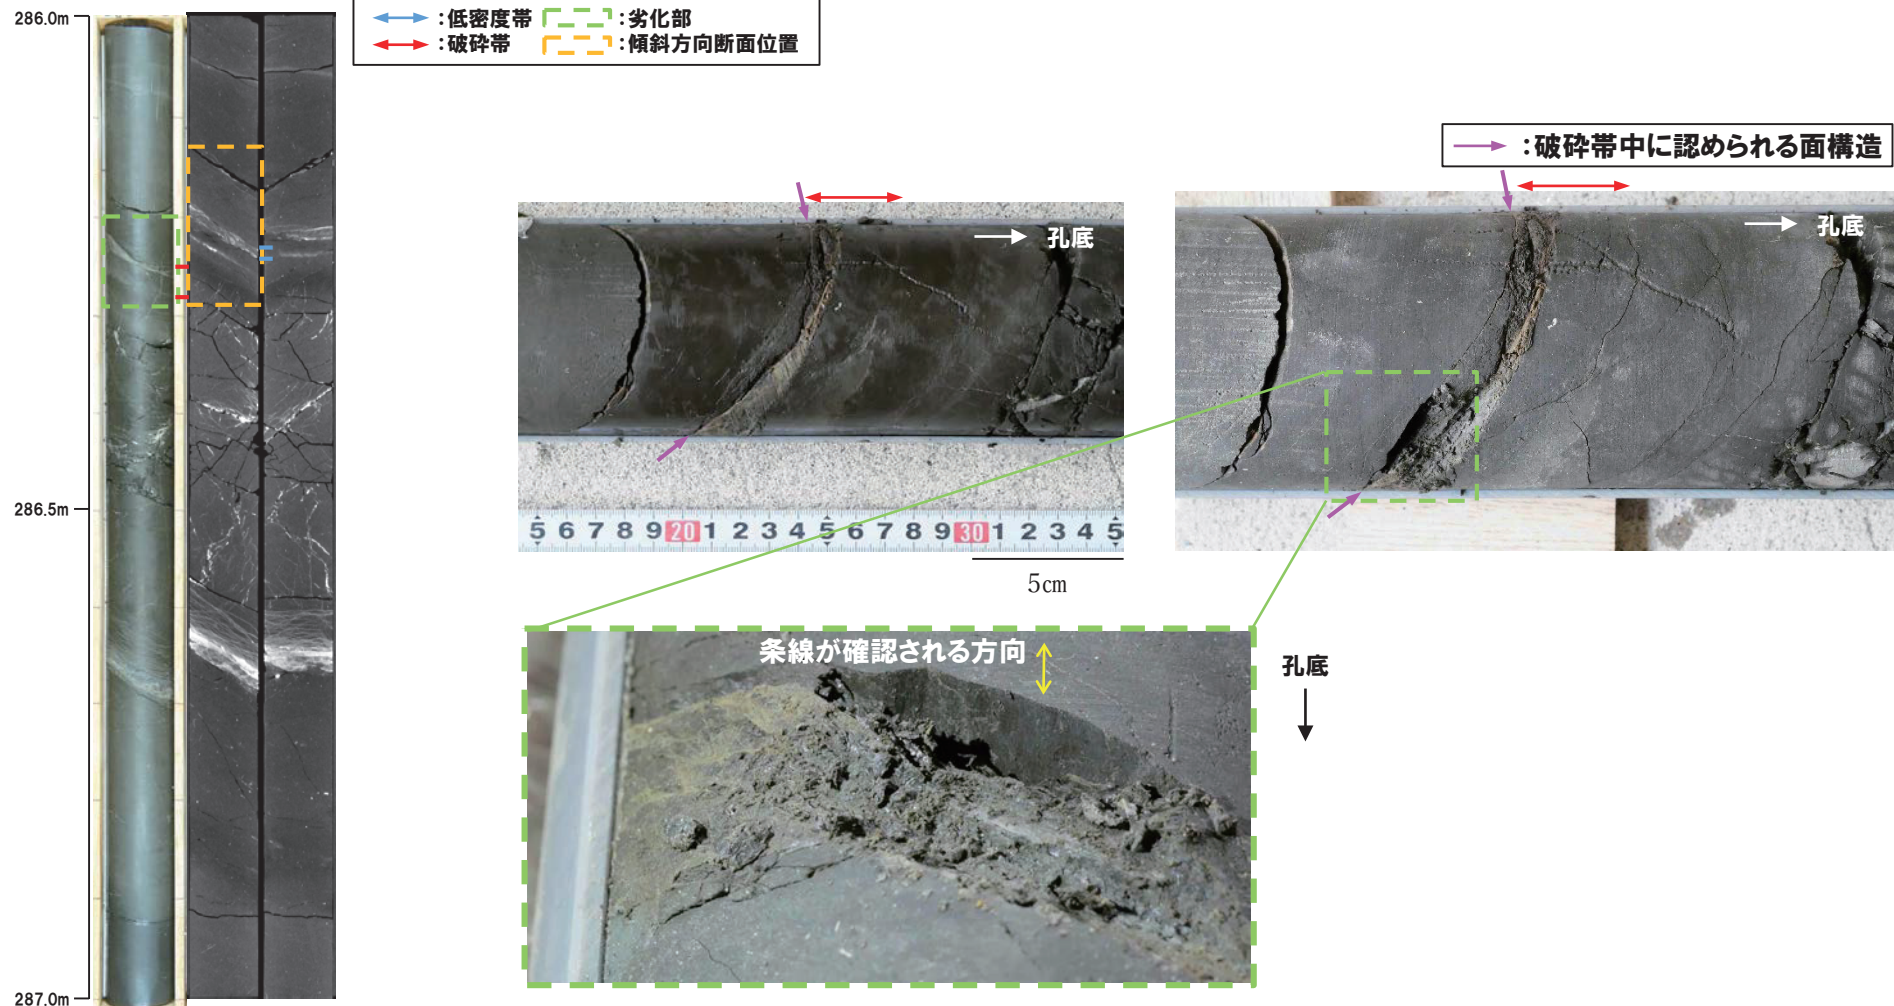 286.0m
286.5m
287.0m
:低密度帯 :劣化部
:破砕帯 :傾斜方向断面位置
:破砕帯中に認められる面構造
孔底
孔底
5 6 7 8 9 20 1 2 3 4 5 6 7 8 9 30 1 2 3 4 5
5cm
条線が確認される方向
孔底